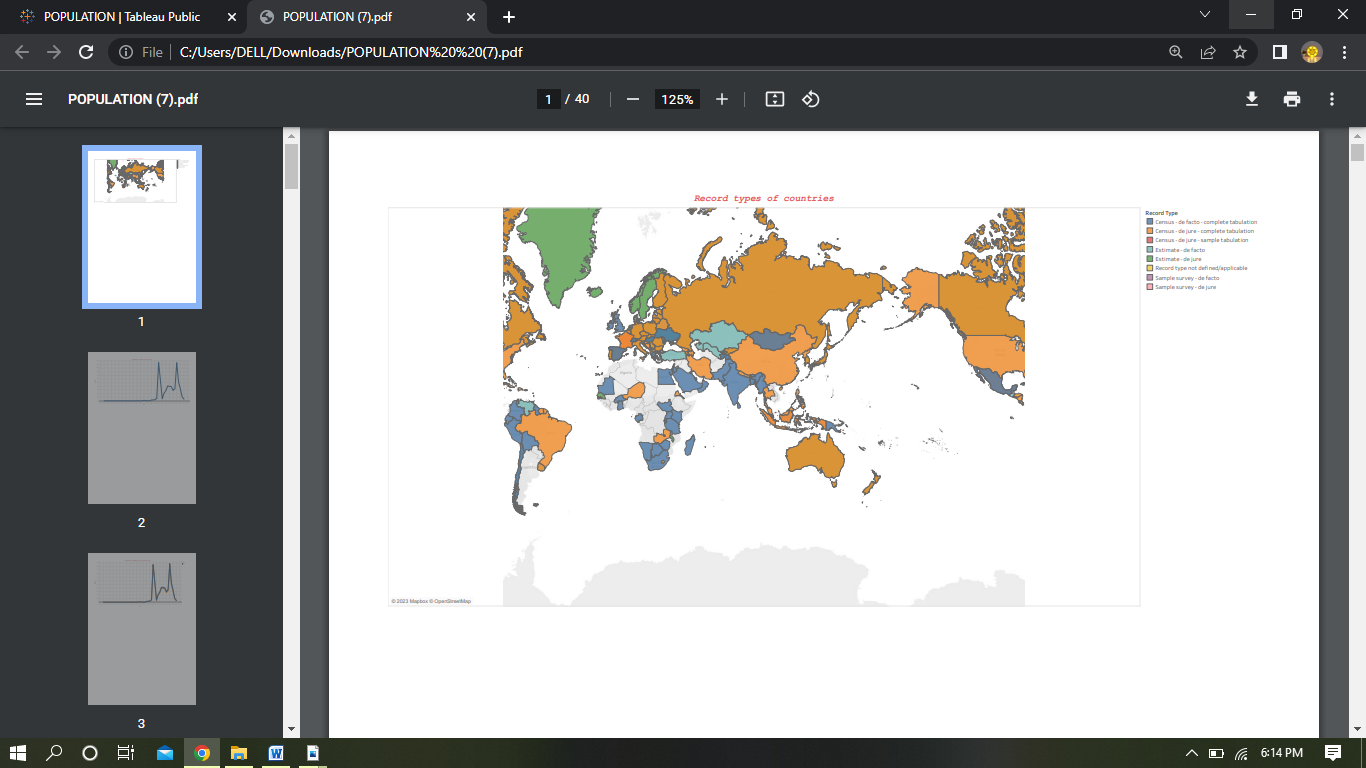 POPULATION | Tableau Public
POPULATION (7).pdf
File
C:/Users/DELL/Downloads/POPULATION%20%20(7).pdf
POPULATION (7).pdf
1 / 40
125%
1
2
3
Record types of countries
Record Type
Census - de facto - complete tabulation
Census - de jure - complete tabulation
Census - de jure - sample tabulation
Estimate - de facto
Estimate - de jure
Record type not defined/applicable
Sample survey - de facto
Sample survey - de jure
© 2023 Mapbox © OpenStreetMap
6:14 PM